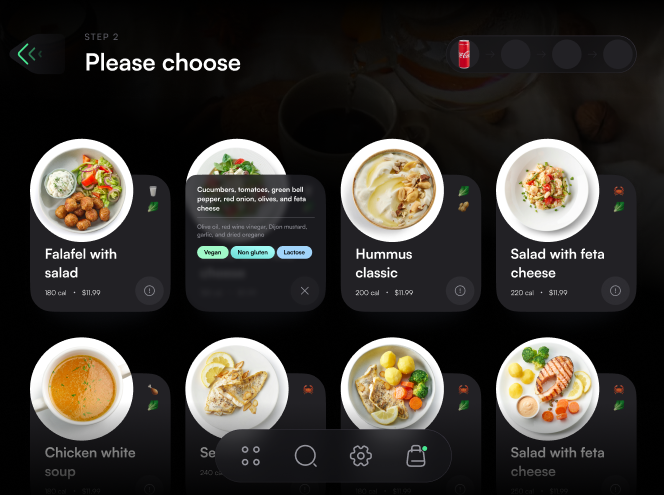 STEP 2
Please choose
Falafel with
salad
180 cal • $11.99
Cucumbers, tomatoes, green bell
pepper, red onion, olives, and feta
cheese
Olive oil, red wine vinegar, Dijon mustard,
garlic, and dried oregano
Vegan Non gluten Lactose
cheese
Hummus
classic
200 cal • $11.99
Salad with feta
cheese
220 cal • $11.99
Chicken white
soup
Se
240 c
Salad with feta
cheese